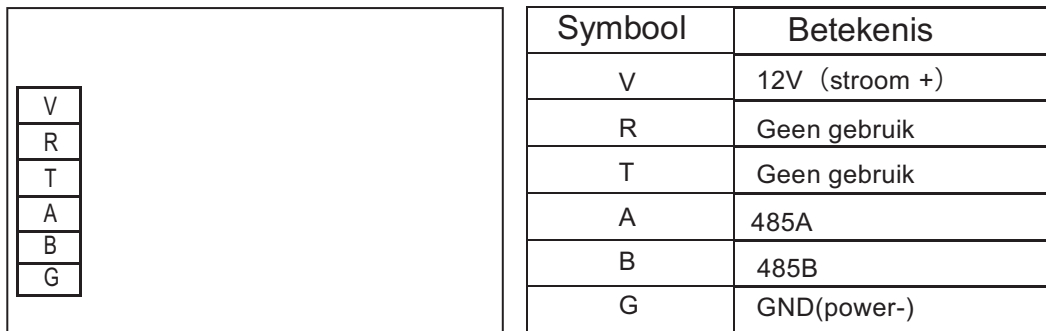 V
R
T
A
B
G
Symbool Betekenis
V 12V（stroom +）
R Geen gebruik
T Geen gebruik
A 485A
B 485B
G GND(power-)